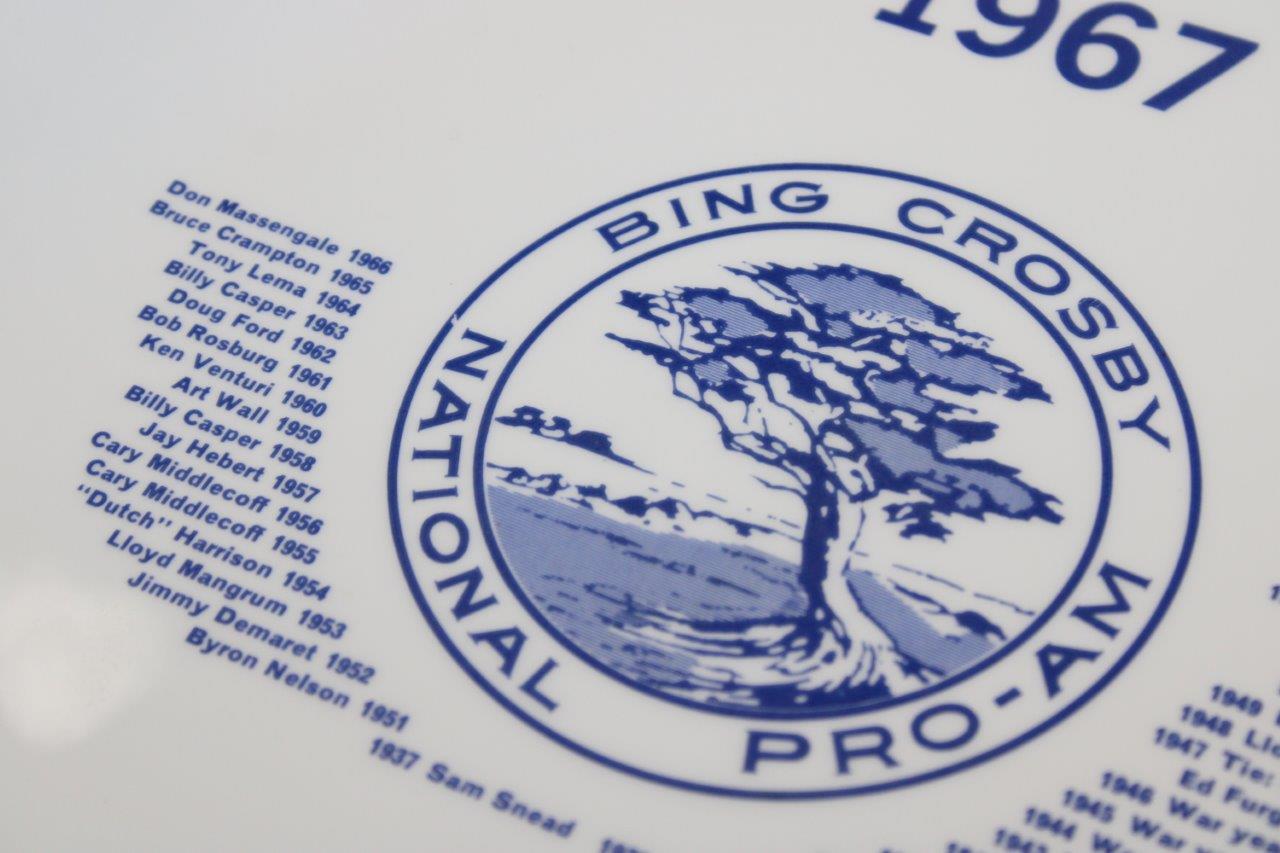 1967
BING CROSBY
NATIONAL
PRO-AM
Don Massengale 1966
Bruce Crampton 1965
Tony Lema 1964
Billy Casper 1963
Doug Ford 1962
Bob Rosburg 1961
Ken Venturi 1960
Art Wall 1959
Billy Casper 1958
Jay Hebert 1957
Cary Middlecoff 1956
Cary Middlecoff 1955
"Dutch" Harrison 1954
Lloyd Mangrum 1953
Jimmy Demaret 1952
Byron Nelson 1951
1937 Sam Snead
1949
1948
1947 Tie:
Ed
1946 War
1945 War
1944
1943